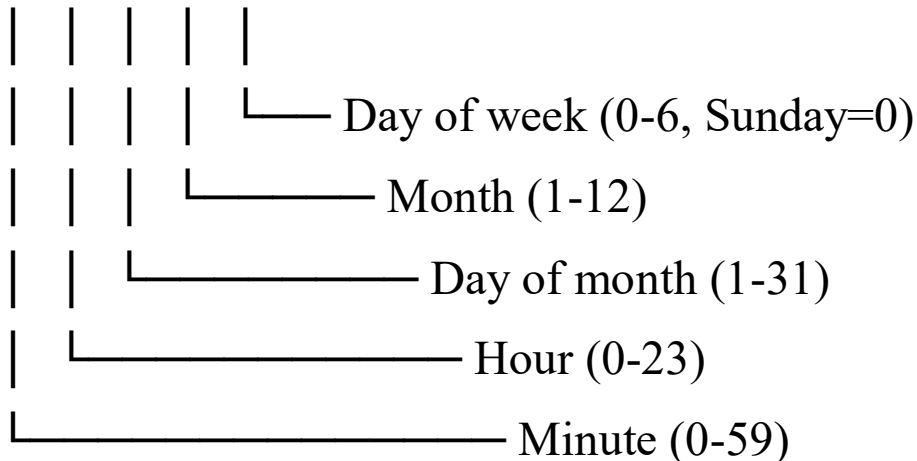 Day of week (0-6, Sunday=0)
Month (1-12)
Day of month (1-31)
Hour (0-23)
Minute (0-59)